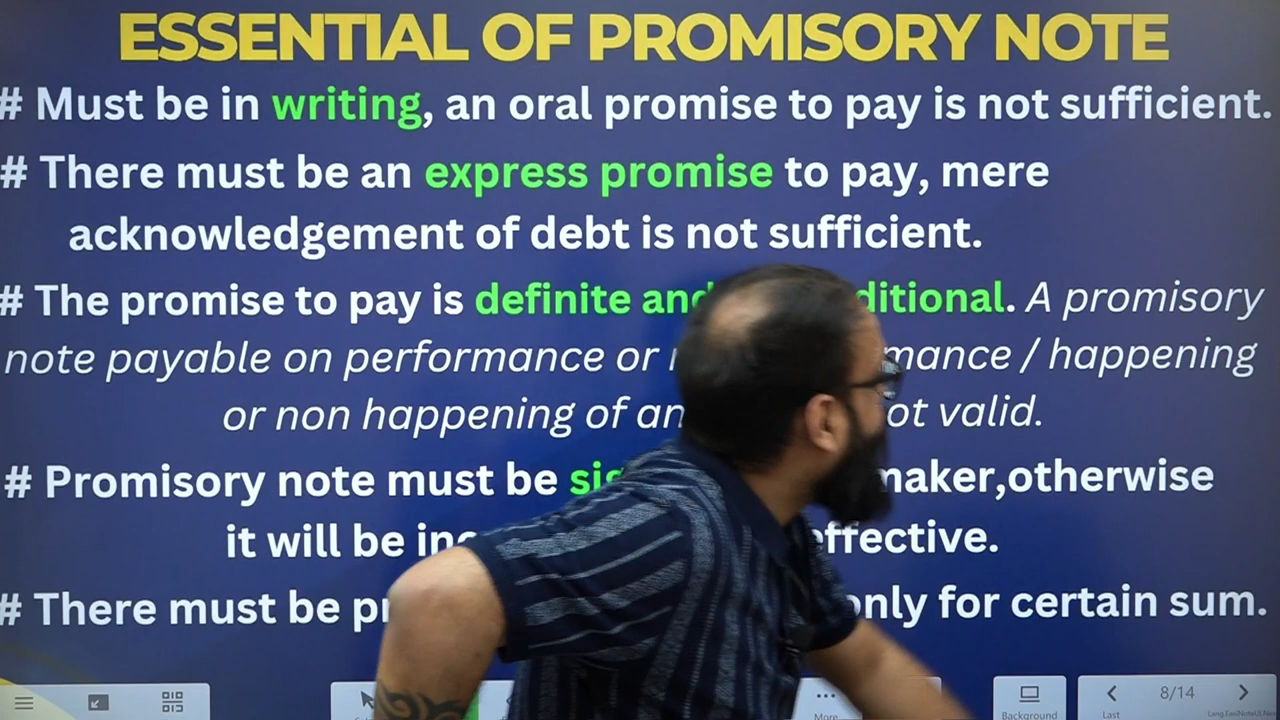 ESSENTIAL OF PROMISORY NOTE
# Must be in writing, an oral promise to pay is not sufficient.
# There must be an express promise to pay, mere
acknowledgement of debt is not sufficient.
# The promise to pay is definite and ditional. A promisory
note payable on performance or mance / happening
or non happening of an ot valid.
# Promisory note must be maker,otherwise
it will be effective.
# There must be only for certain sum.
More
Background
Last
8/14